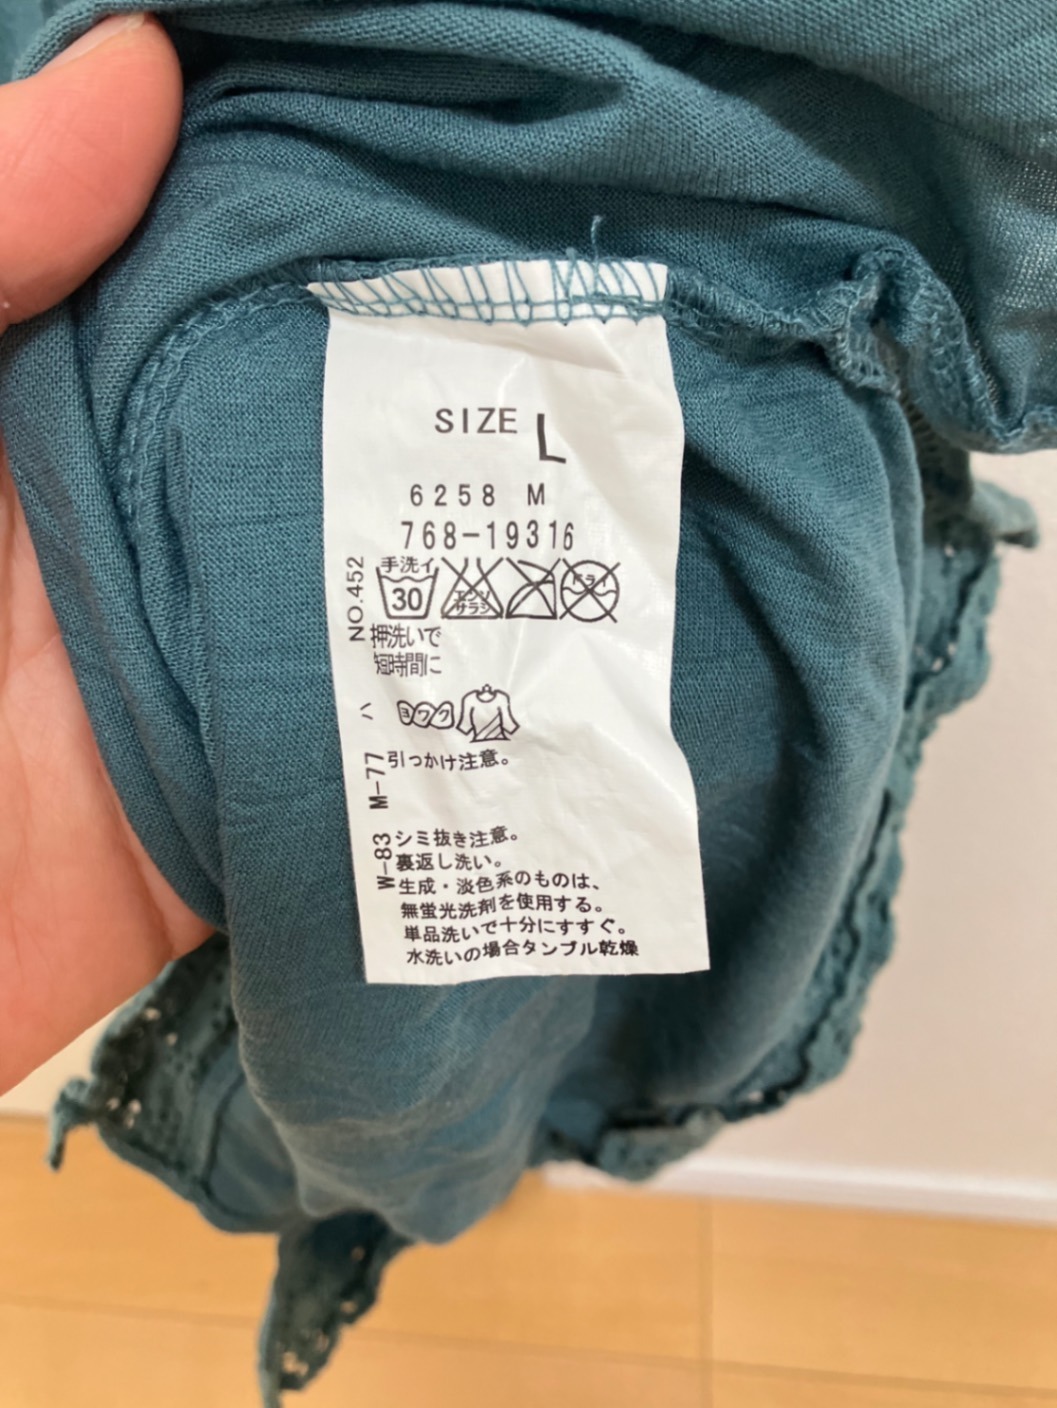 SIZE L
6258 M
768-19316
手洗イ
30
エンソ
サラシ
ドライ
押洗いで
短時間に
ヨワク
引っかけ注意。
シミ抜き注意。
裏返し洗い。
生成・淡色系のものは、
無蛍光洗剤を使用する。
単品洗いで十分にすすぐ。
水洗いの場合タンブル乾燥
NO.452
ハ
M-77
W-83